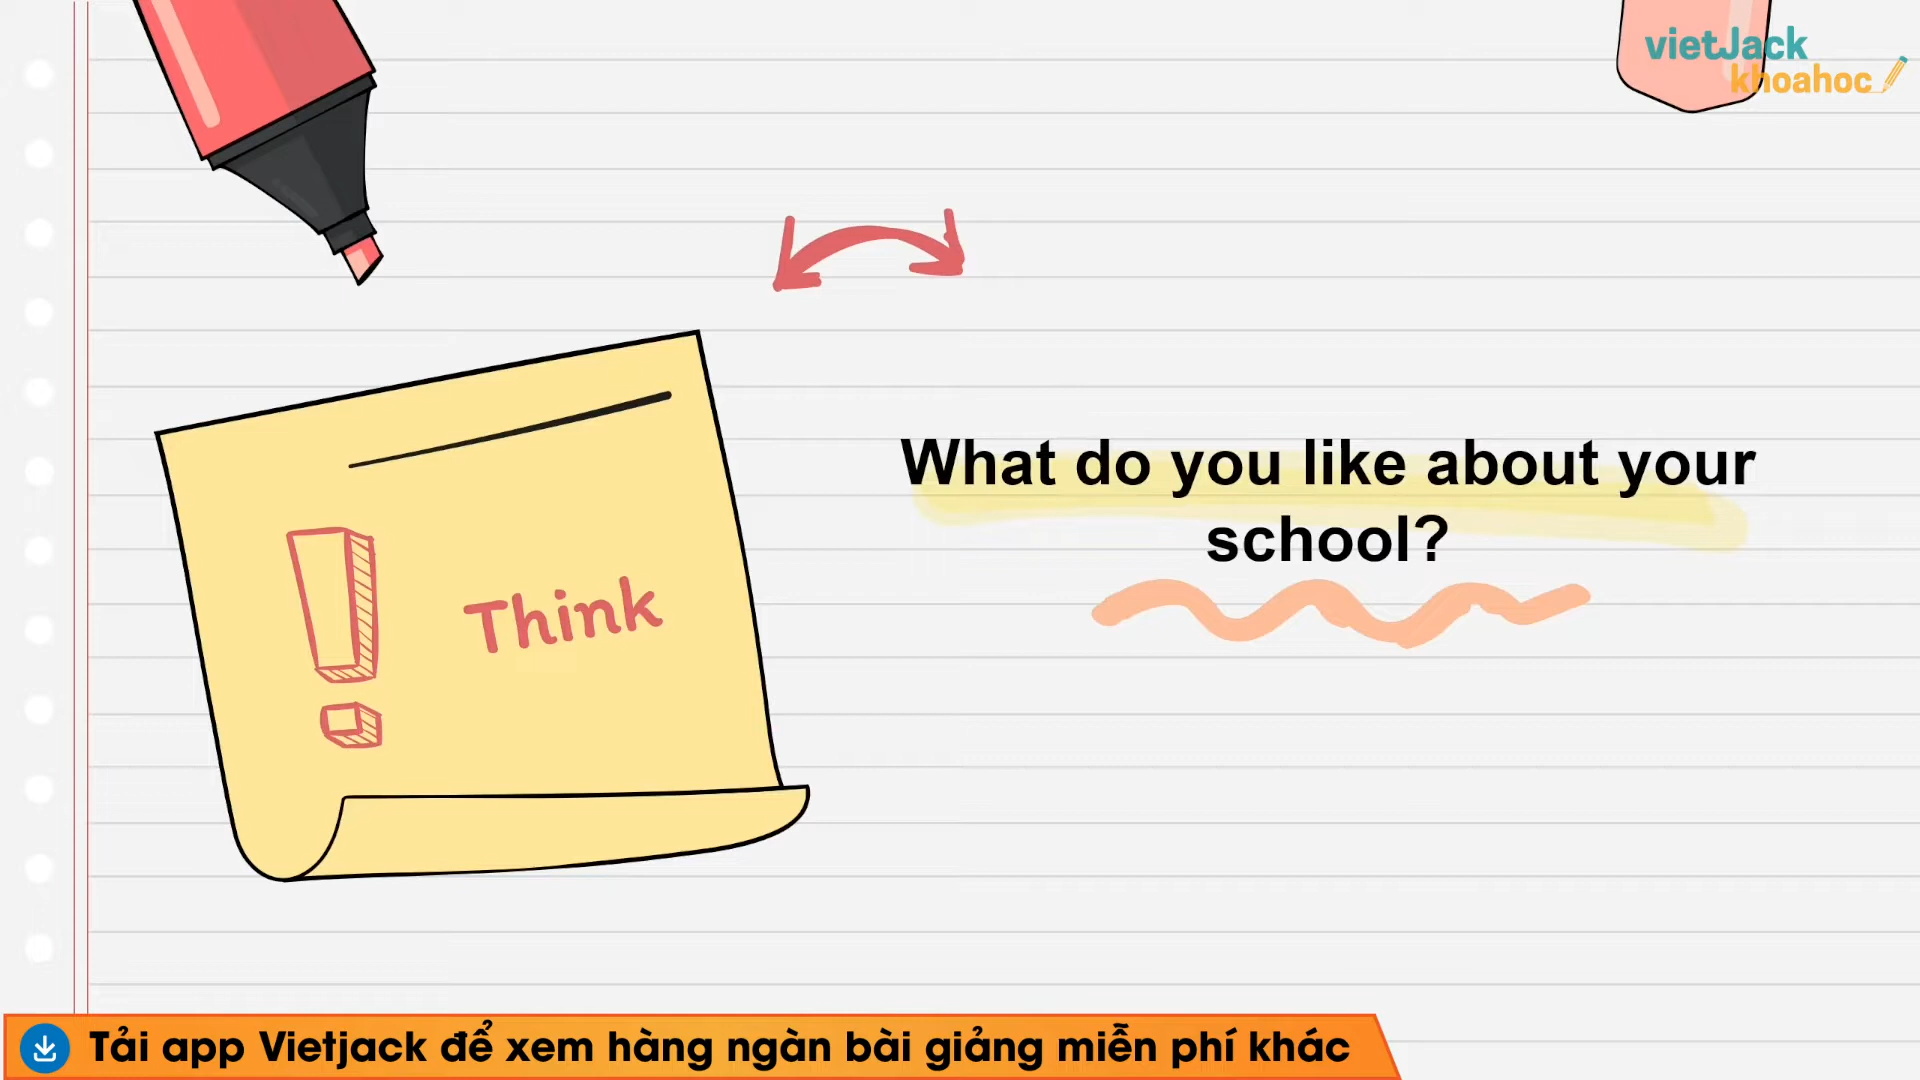 vietJack
khoahoc
What do you like about your
school?
Think
Tải app Vietjack để xem hàng ngàn bài giảng miễn phí khác